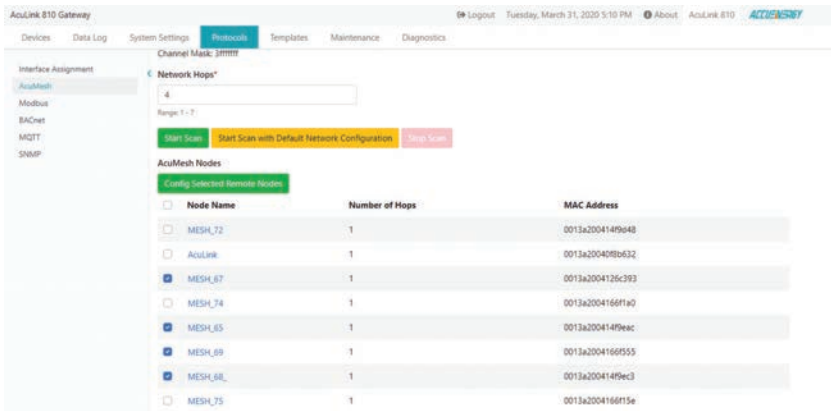 AcuLink 810 Gateway
Logout Tuesday, March 31, 2020 5:10 PM About AcuLink 810 ACCUENERGY
Devices Data Log System Settings Protocols Templates Maintenance Diagnostics
Channel Mask: 3fffffff
Interface Assignment
AcuMesh
Modbus
BACnet
MQTT
SNMP
Network Hops*
4
Range: 1 - 7
Start Scan Start Scan with Default Network Configuration Stop Scan
AcuMesh Nodes
Config Selected Remote Nodes
Node Name Number of Hops MAC Address
MESH_72 1 0013a200414f9d48
AcuLink 1 0013a20040f8b632
MESH_67 1 0013a2004126c393
MESH_74 1 0013a2004166f1a0
MESH_65 1 0013a200414f9eac
MESH_69 1 0013a2004166f555
MESH_68_ 1 0013a200414f9ec3
MESH_75 1 0013a2004166f15e